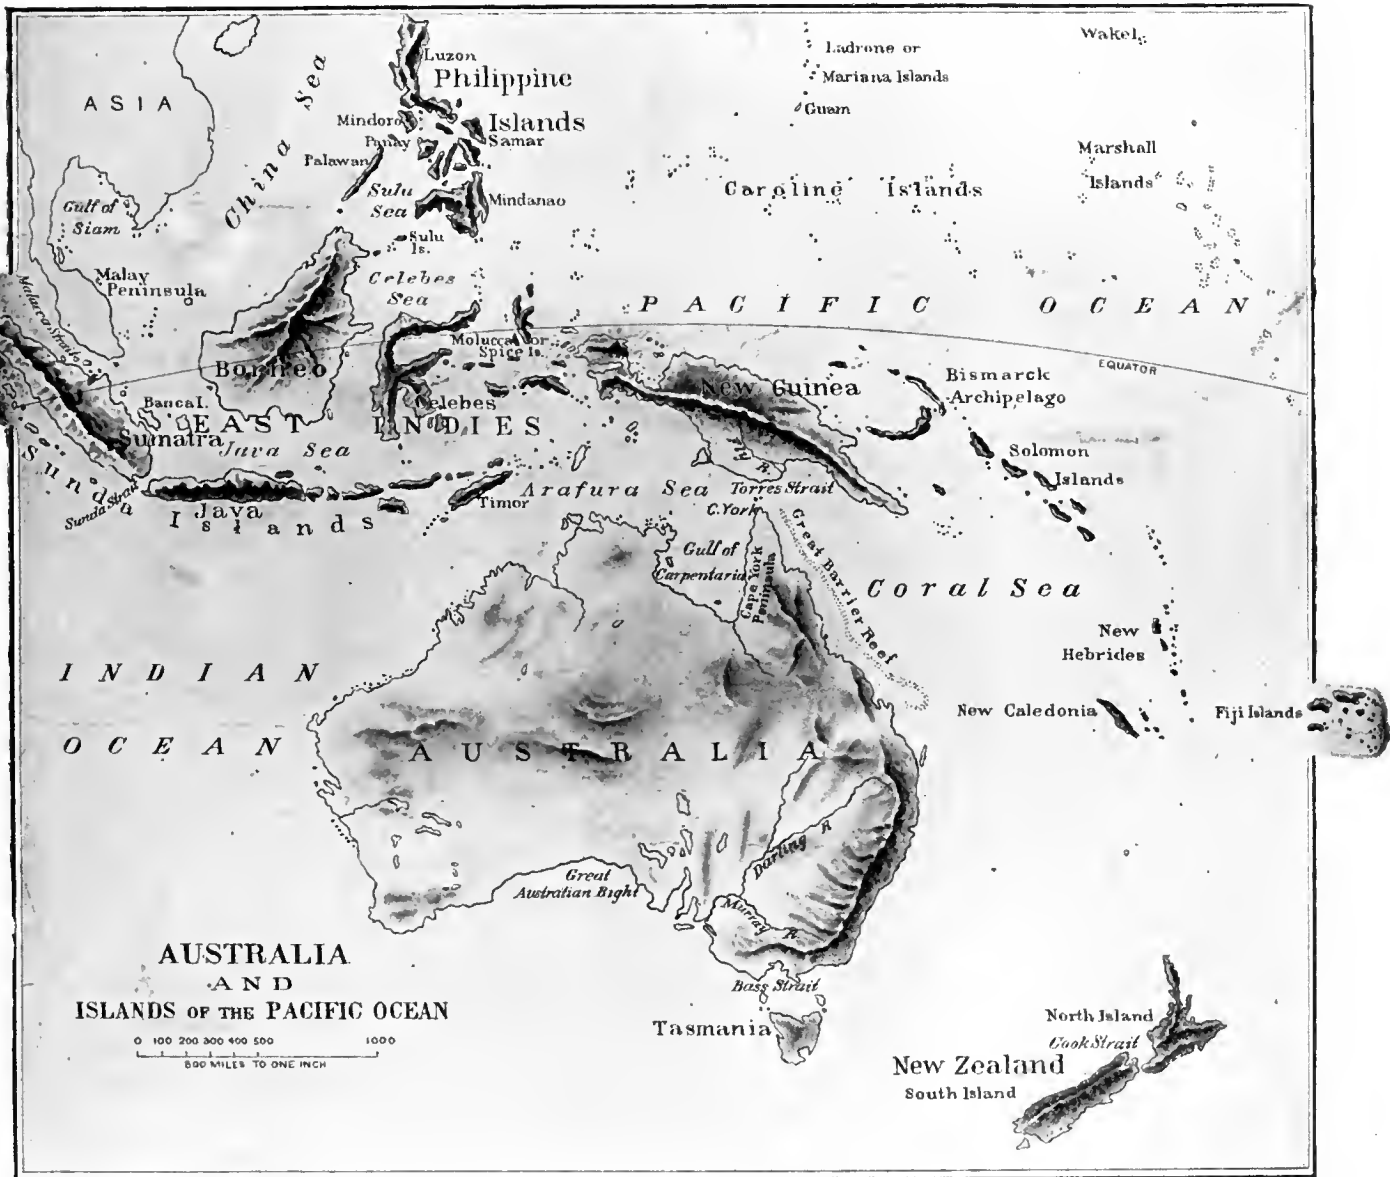 Luzon
Philippine
Islands
Mindoro
Panay
Samar
Palawan
Sulu
Sea
Mindanao
Sulu
Is.
ASIA
China Sea
Gulf of
Siam
Malay
Peninsula
Malacca Strait
Celebes
Sea
Ladrone or
Mariana Islands
Guam
Wake I.
Caroline Islands
Marshall
Islands
PACIFIC OCEAN
EQUATOR
Molucca or
Spice Is.
Borneo
Banca I.
Sumatra
EAST INDIES
Celebes
Java Sea
Sunda Islands
Sunda Strait
Java
Timor
Arafura Sea
New Guinea
Fly R.
Torres Strait
C. York
Bismarck
Archipelago
Solomon
Islands
Gulf of
Carpentaria
Cape York
Peninsula
Great Barrier Reef
Coral Sea
New
Hebrides
New Caledonia
Fiji Islands
INDIAN
OCEAN
AUSTRALIA
Darling R.
Murray R.
Great
Australian Bight
Bass Strait
Tasmania
North Island
Cook Strait
New Zealand
South Island
AUSTRALIA
AND
ISLANDS OF THE PACIFIC OCEAN
0 100 200 300 400 500 1000
800 MILES TO ONE INCH